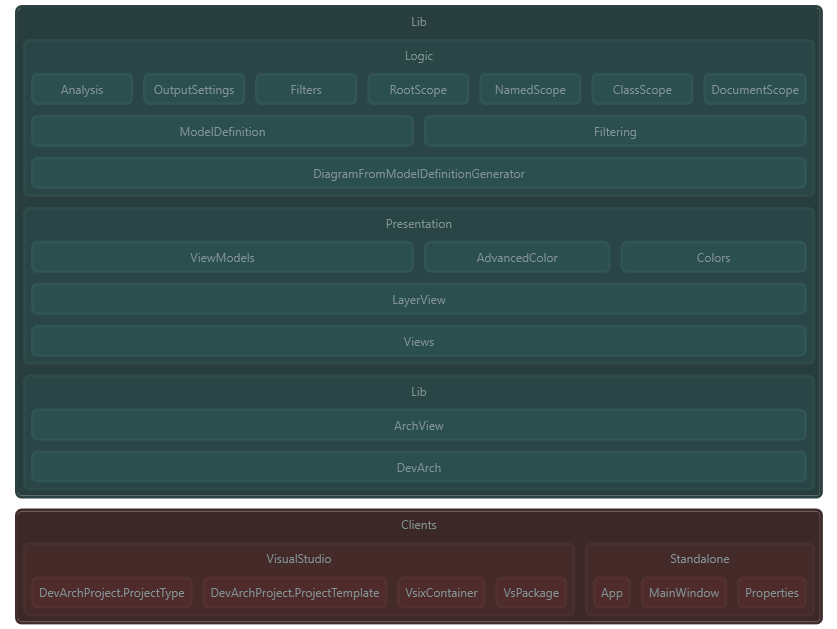 Lib
Logic
Analysis OutputSettings Filters RootScope NamedScope ClassScope DocumentScope
ModelDefinition Filtering
DiagramFromModelDefinitionGenerator
Presentation
ViewModels AdvancedColor Colors
LayerView
Views
Lib
ArchView
DevArch
Clients
VisualStudio Standalone
DevArchProject.ProjectType DevArchProject.ProjectTemplate VsixContainer VsPackage App MainWindow Properties